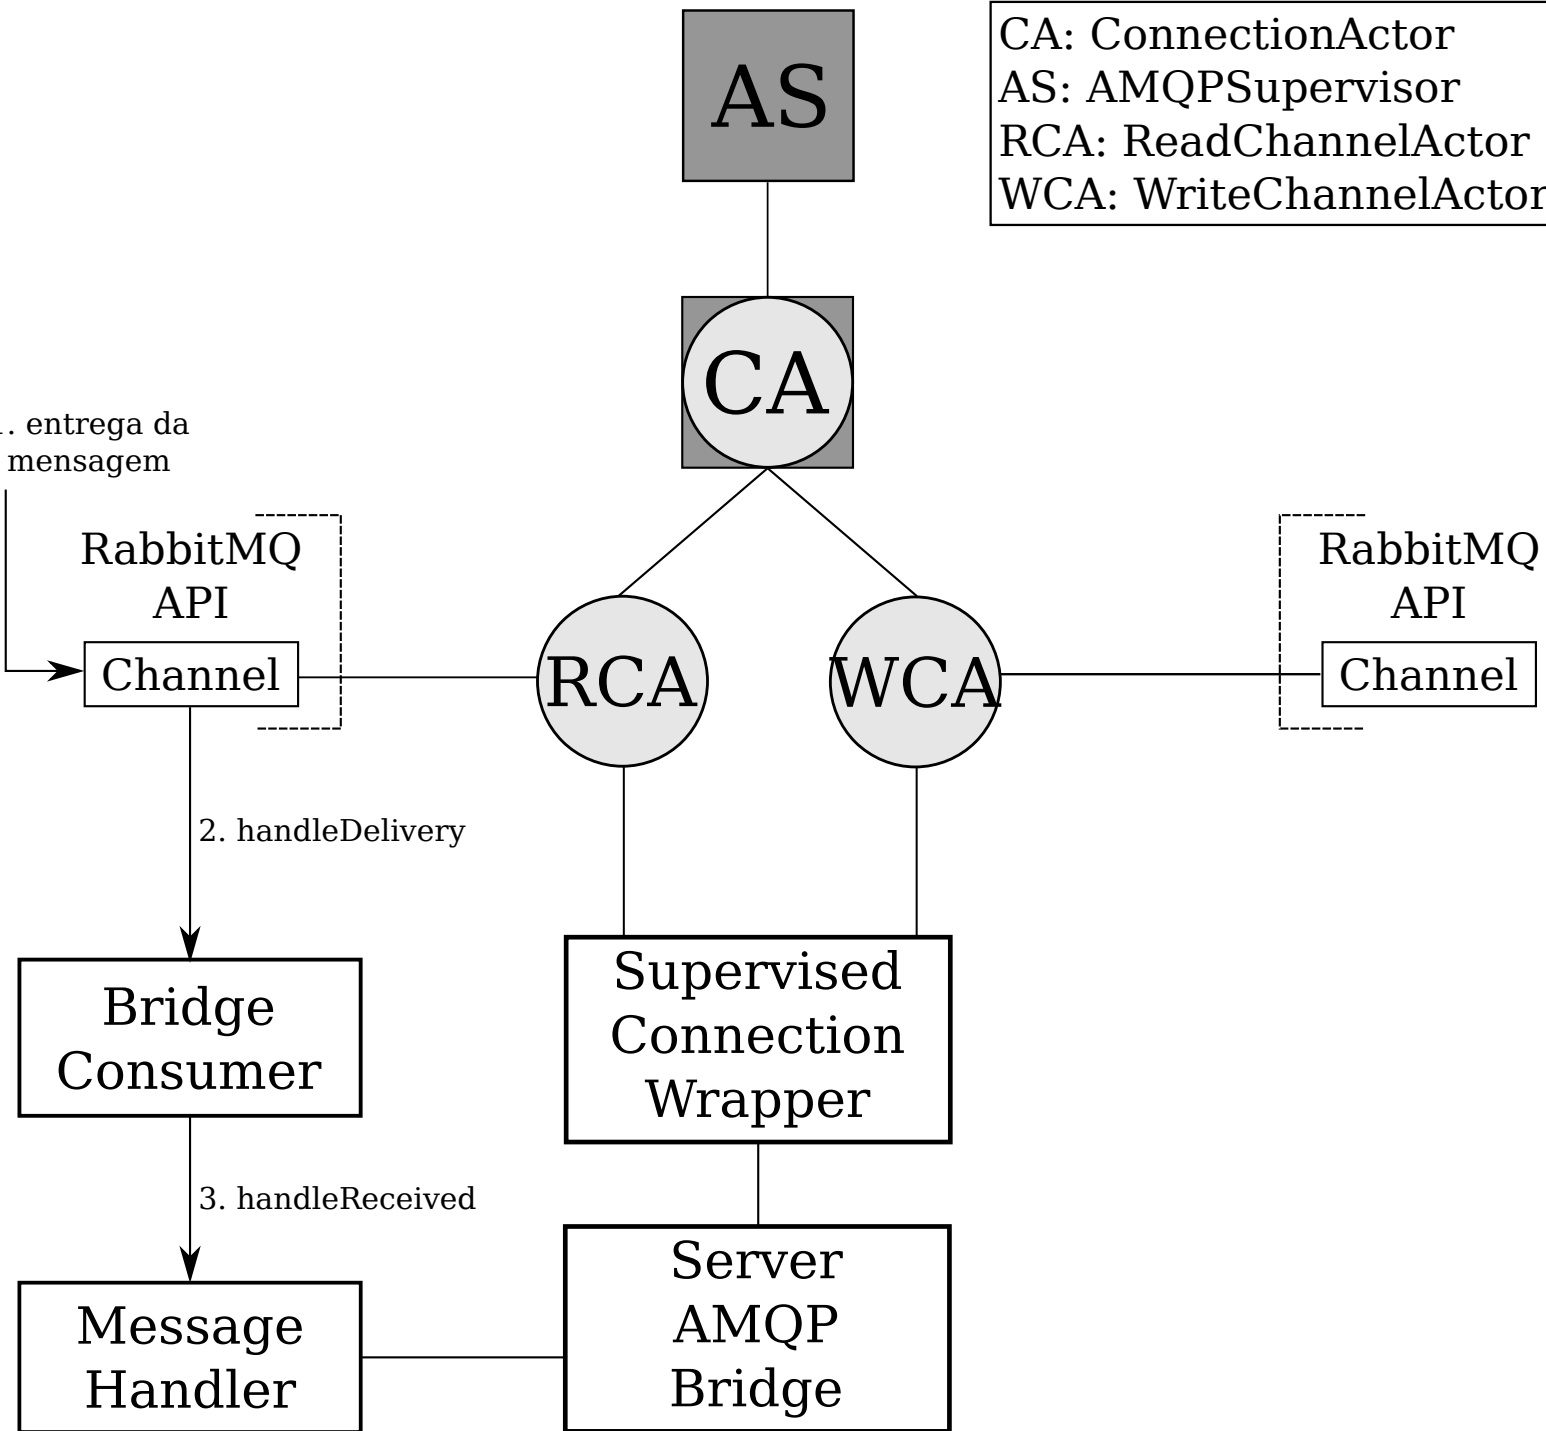 AS
CA: ConnectionActor
AS: AMQPSupervisor
RCA: ReadChannelActor
WCA: WriteChannelActor
CA
. entrega da
mensagem
RabbitMQ
API
Channel
RCA
WCA
RabbitMQ
API
Channel
2. handleDelivery
Bridge
Consumer
Supervised
Connection
Wrapper
3. handleReceived
Message
Handler
Server
AMQP
Bridge